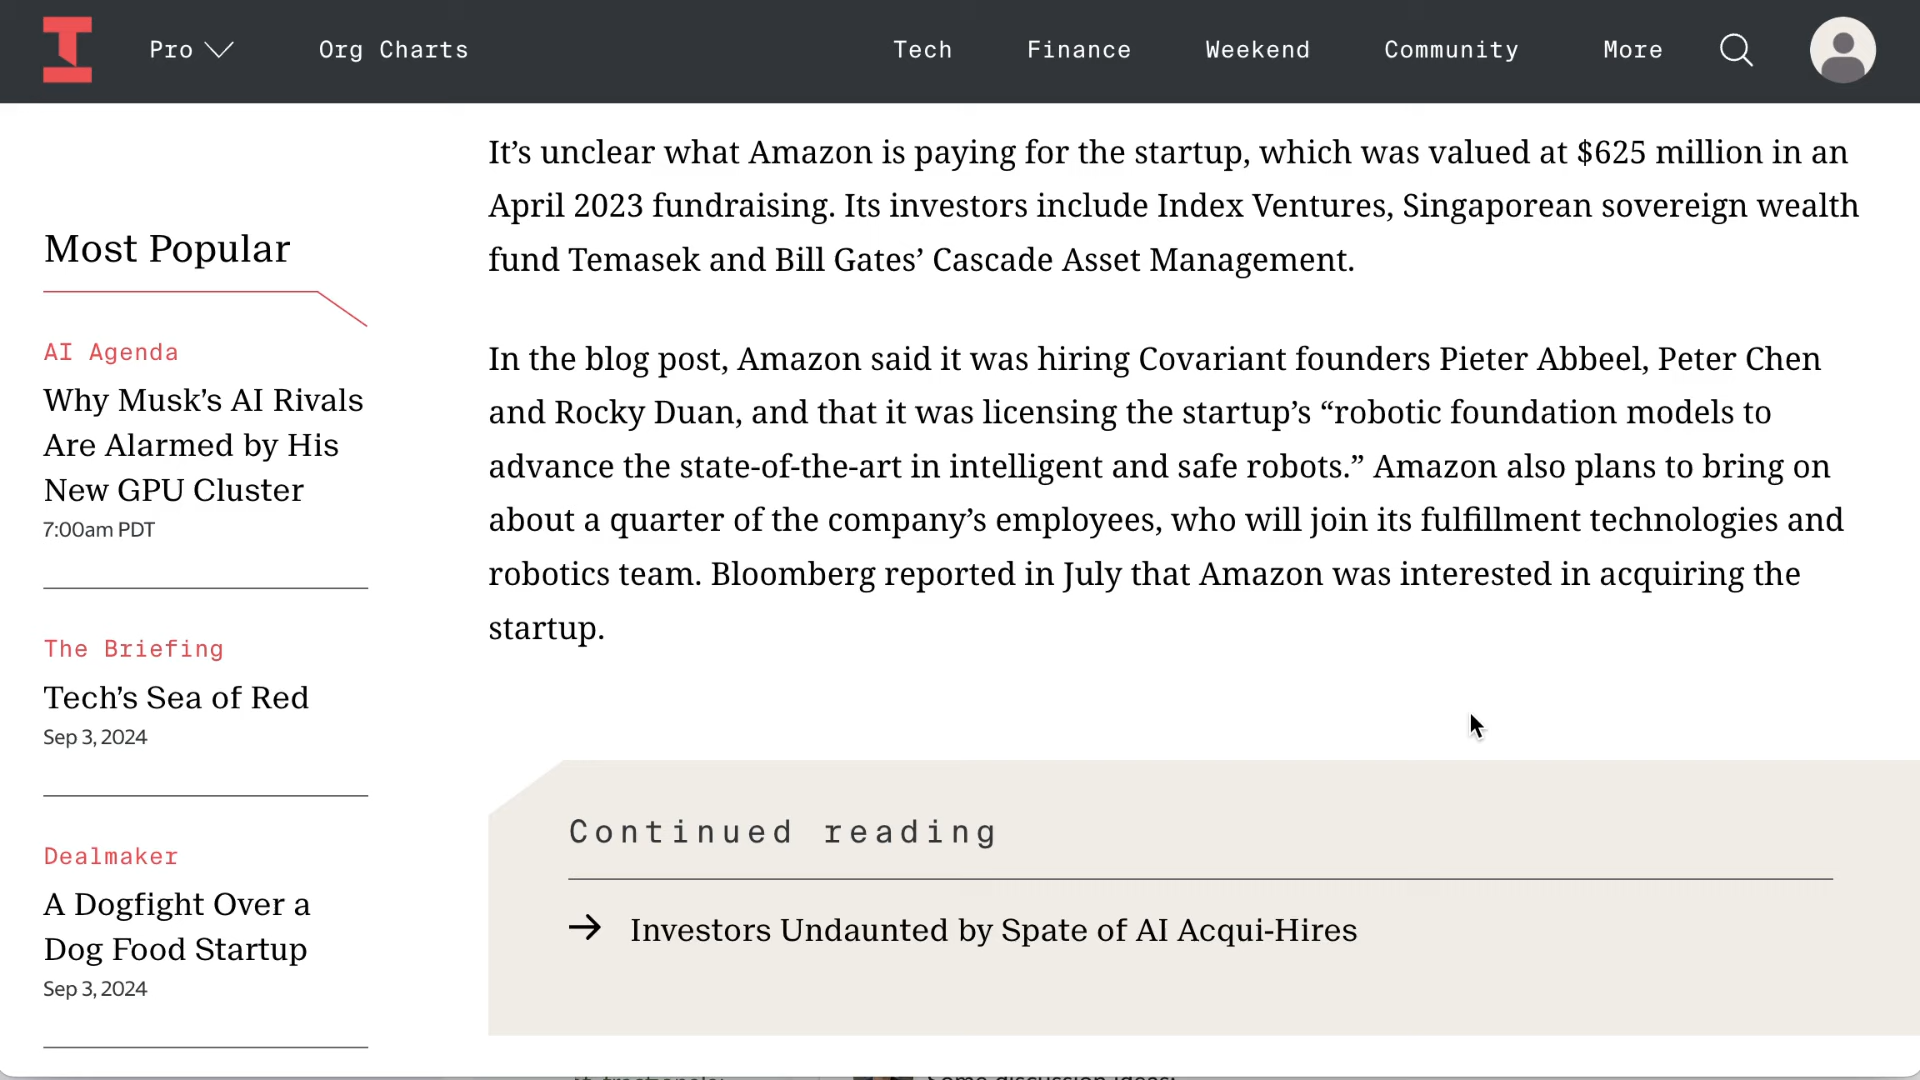 Pro
Org Charts
Tech
Finance
Weekend
Community
More
Most Popular
AI Agenda
Why Musk’s AI Rivals
Are Alarmed by His
New GPU Cluster
7:00am PDT
The Briefing
Tech’s Sea of Red
Sep 3, 2024
Dealmaker
A Dogfight Over a
Dog Food Startup
Sep 3, 2024
It’s unclear what Amazon is paying for the startup, which was valued at $625 million in an
April 2023 fundraising. Its investors include Index Ventures, Singaporean sovereign wealth
fund Temasek and Bill Gates’ Cascade Asset Management.
In the blog post, Amazon said it was hiring Covariant founders Pieter Abbeel, Peter Chen
and Rocky Duan, and that it was licensing the startup’s “robotic foundation models to
advance the state-of-the-art in intelligent and safe robots.” Amazon also plans to bring on
about a quarter of the company’s employees, who will join its fulfillment technologies and
robotics team. Bloomberg reported in July that Amazon was interested in acquiring the
startup.
Continued reading
→ Investors Undaunted by Spate of AI Acqui-Hires